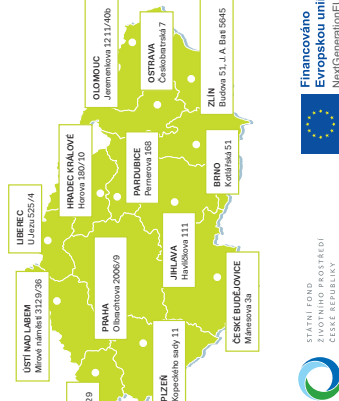 LIBEREC
U Jezu 525/4
ÚSTÍ NAD LABEM
Mírové náměstí 3129/36
HRADEC KRÁLOVÉ
Horova 180/10
OLOMOUC
Jeremenkova 1211/40b
OSTRAVA
Českobratrská 7
PARDUBICE
Pernerova 168
PRAHA
Olbrachtova 2006/9
ZLÍN
Budova 51, J. A. Bati 5645
BRNO
Kotlářská 51
JIHLAVA
Havlíčkova 111
PLZEŇ
Kopeckého sady 11
ČESKÉ BUDĚJOVICE
Mánesova 3a
29
STÁTNÍ FOND
ŽIVOTNÍHO PROSTŘEDÍ
ČESKÉ REPUBLIKY
Financováno
Evropskou uni
NextGenerationEU